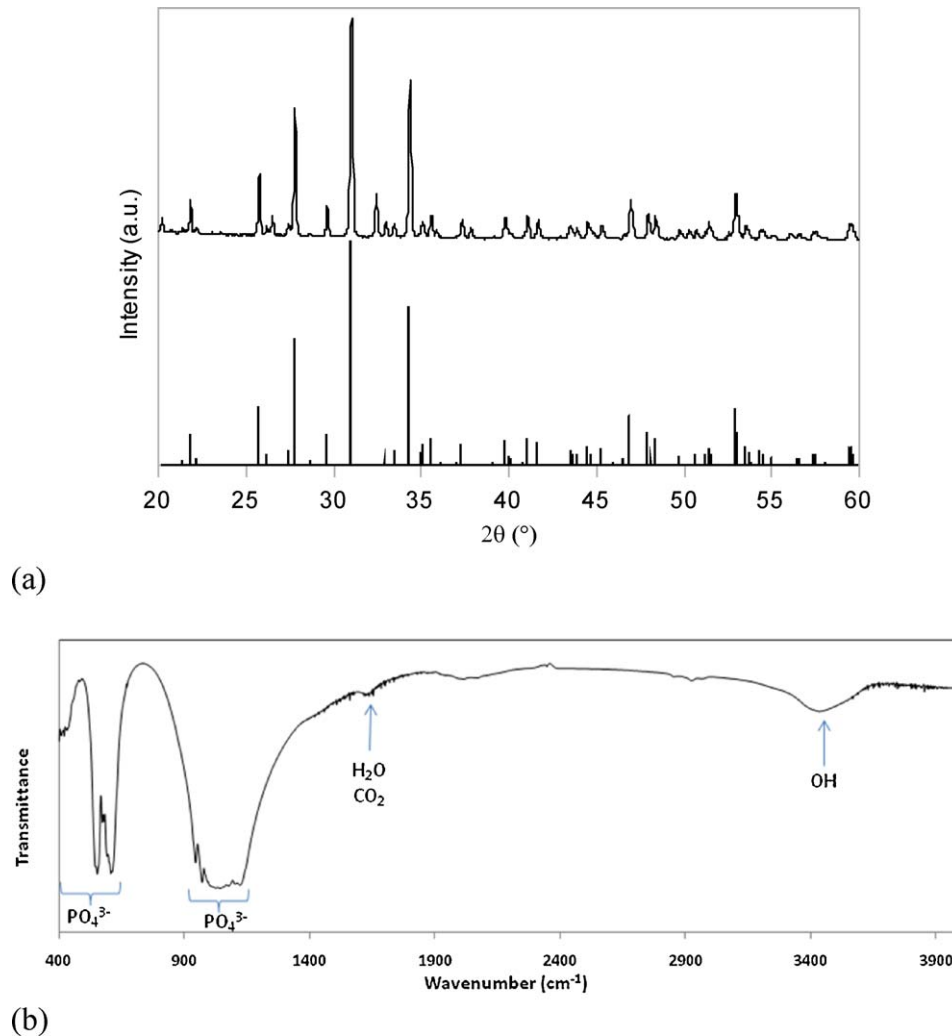 Intensity (a.u.)
20 25 30 35 40 45 50 55 60
2θ (°)
(a)
Transmittance
H₂O
CO₂
OH
PO₄³⁻ PO₄³⁻
400 900 1400 1900 2400 2900 3400 3900
Wavenumber (cm⁻¹)
(b)